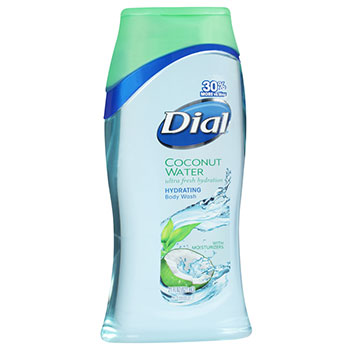 30%
Dial
COCONUT
WATER
ultra fresh hydration
HYDRATING
Body Wash
WITH
MOISTURIZERS